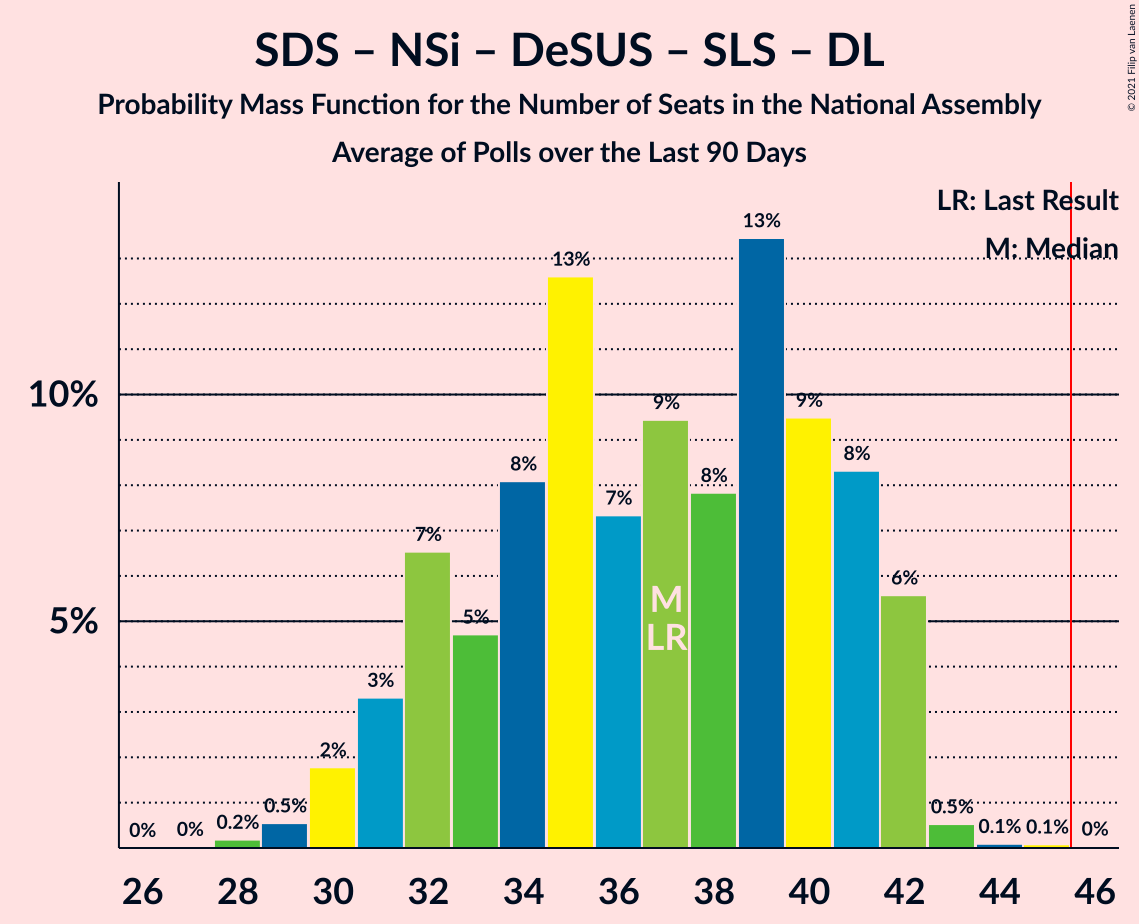 SDS – NSi – DeSUS – SLS – DL
Probability Mass Function for the Number of Seats in the National Assembly
Average of Polls over the Last 90 Days
© 2021 Filip van Laenen
LR: Last Result
M: Median
10%
5%
0%
0%
0.2%
0.5%
2%
3%
7%
5%
8%
13%
7%
9%
8%
13%
9%
8%
6%
0.5%
0.1%
0.1%
0%
M
LR
26 28 30 32 34 36 38 40 42 44 46